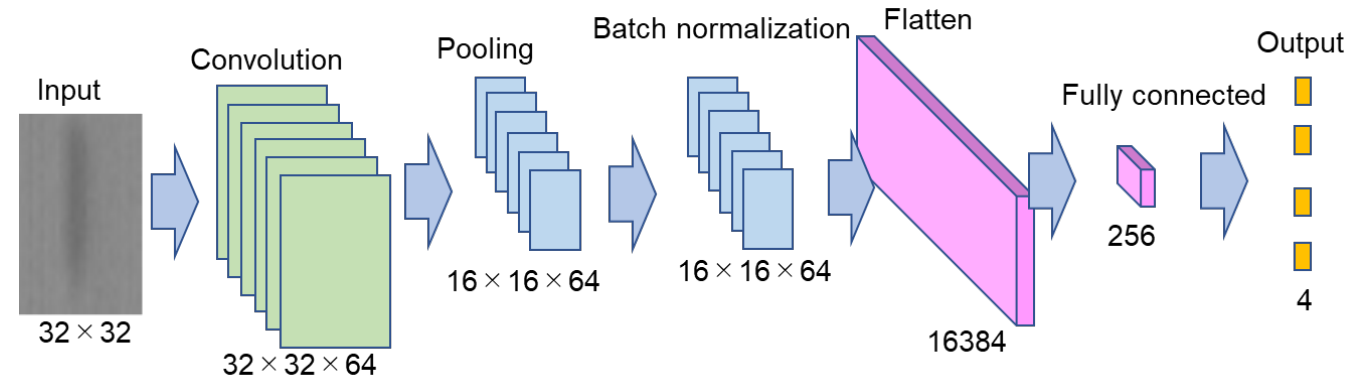 Input
32×32
Convolution
32×32×64
Pooling
16×16×64
Batch normalization
16×16×64
Flatten
16384
Fully connected
256
Output
4